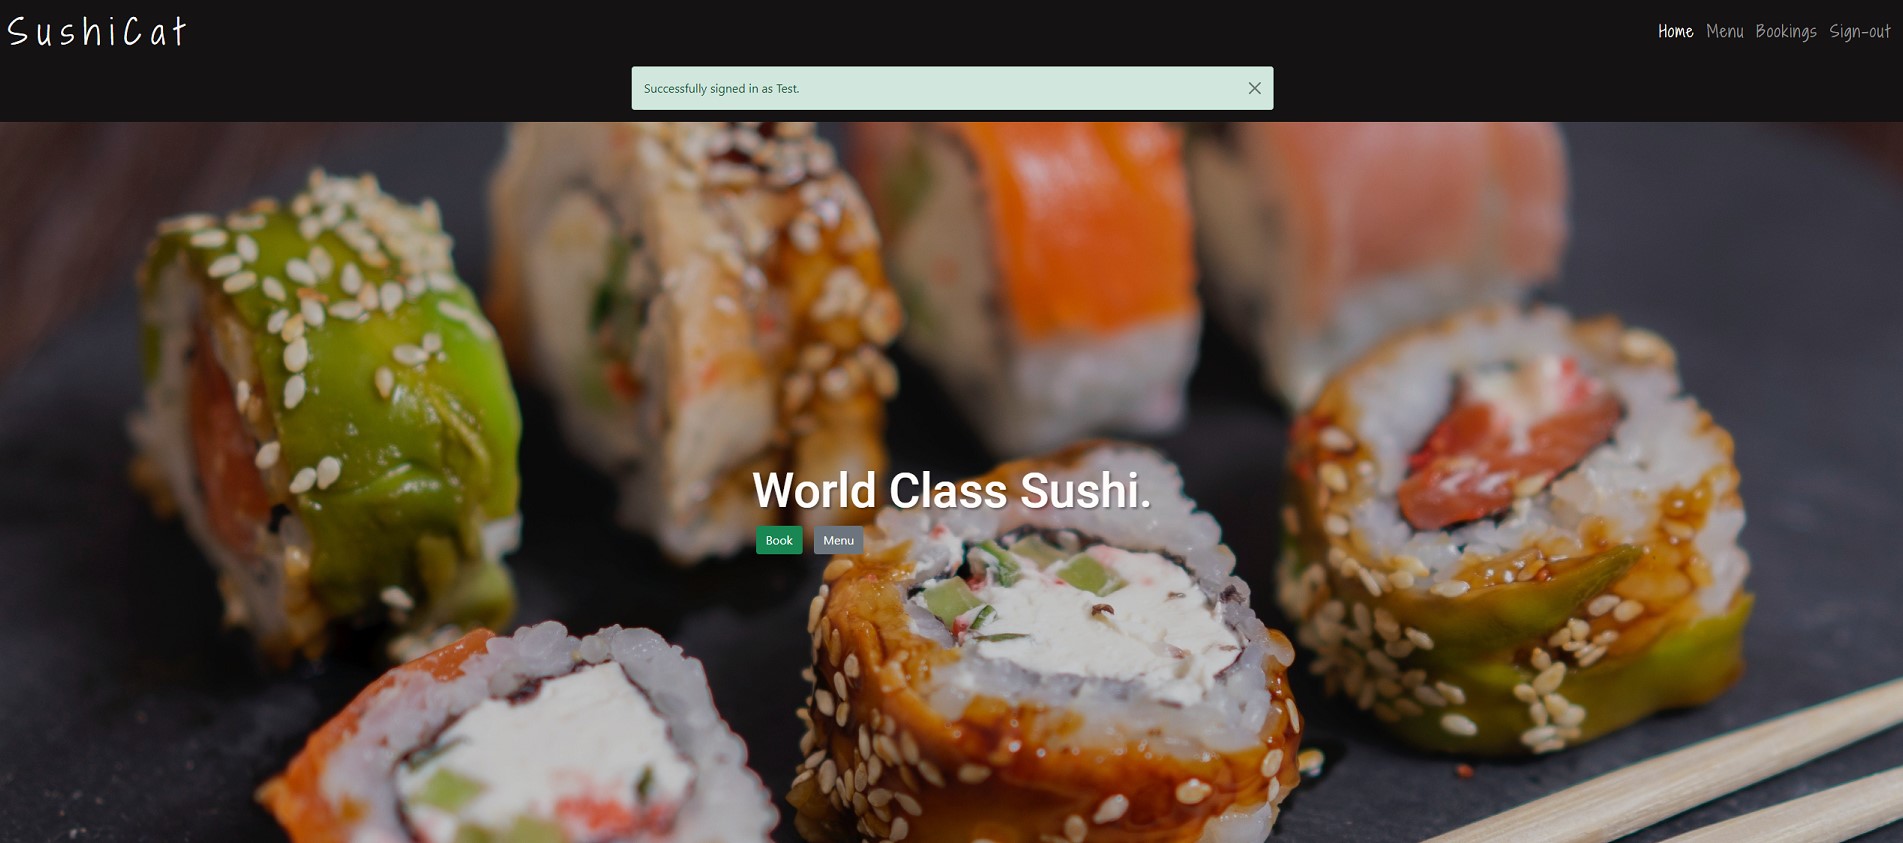 SushiCat
Home Menu Bookings Sign-out
Successfully signed in as Test.
World Class Sushi.
Book Menu